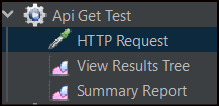 Api Get Test
HTTP Request
View Results Tree
Summary Report